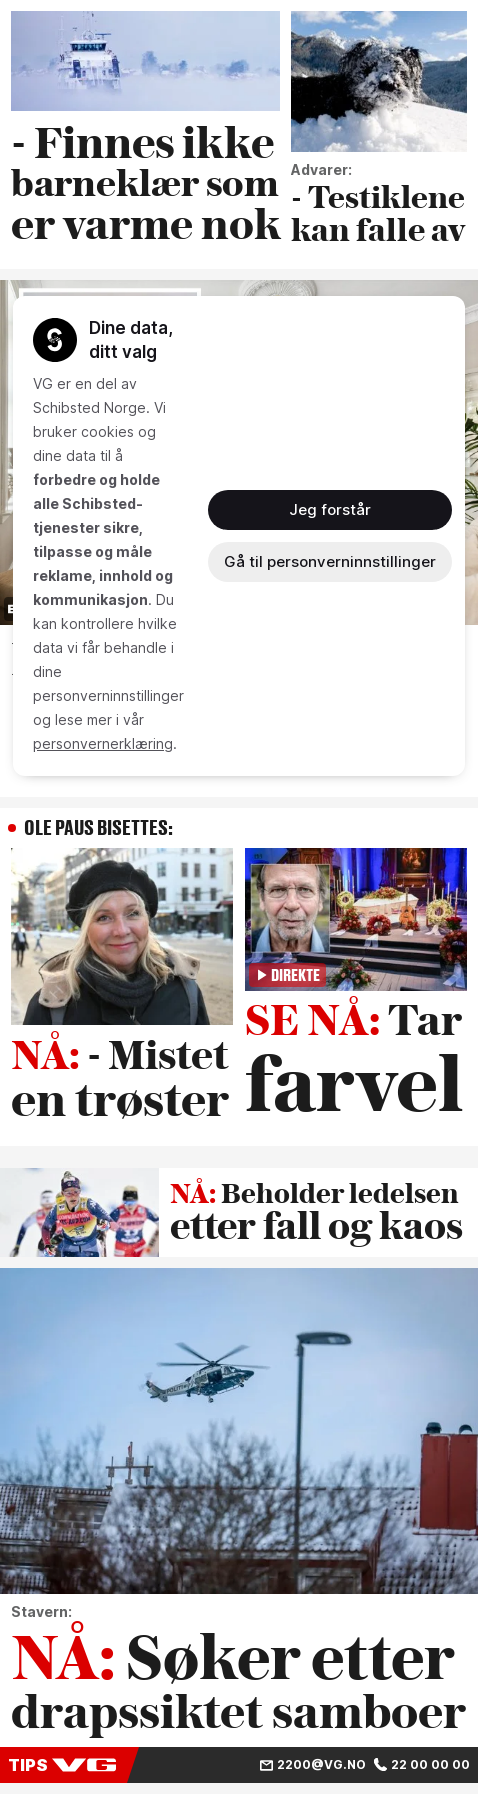 - Finnes ikke
barneklær som
er varme nok
Advarer:
- Testiklene
kan falle av
Dine data,
ditt valg
VG er en del av
Schibsted Norge. Vi
bruker cookies og
dine data til å
forbedre og holde
alle Schibsted-
tjenester sikre,
tilpasse og måle
reklame, innhold og
kommunikasjon. Du
kan kontrollere hvilke
data vi får behandle i
dine
personverninnstillinger
og lese mer i vår
personvernerklæring.
Jeg forstår
Gå til personverninnstillinger
OLE PAUS BISETTES:
NÅ: - Mistet
en trøster
DIREKTE
SE NÅ: Tar
farvel
NÅ: Beholder ledelsen
etter fall og kaos
POLITI
Stavern:
NÅ: Søker etter
drapssiktet samboer
TIPS VG
2200@VG.NO 22 00 00 00